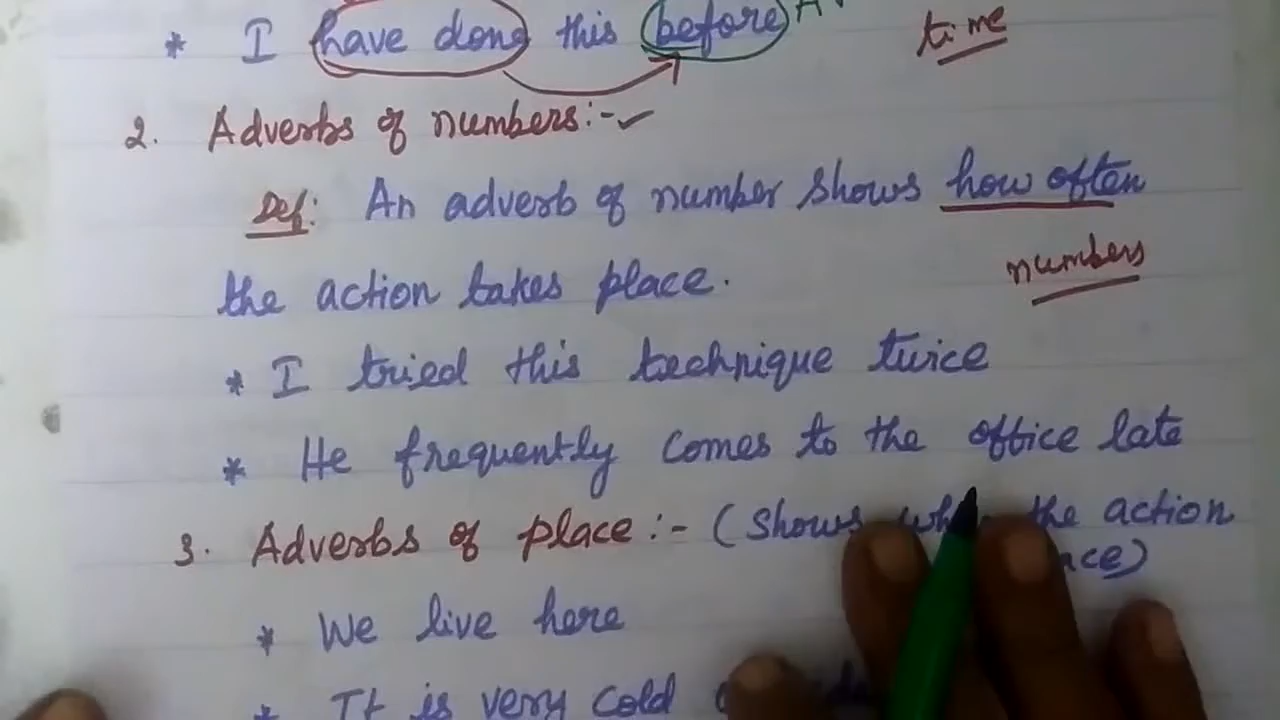 * I have done this before AV time
2. Adverbs of numbers:-
Def: An adverb of number shows how often
the action takes place. numbers
* I tried this technique twice
* He frequently comes to the office late
3. Adverbs of place:- (Shows the action
* We live here
* It is very cold